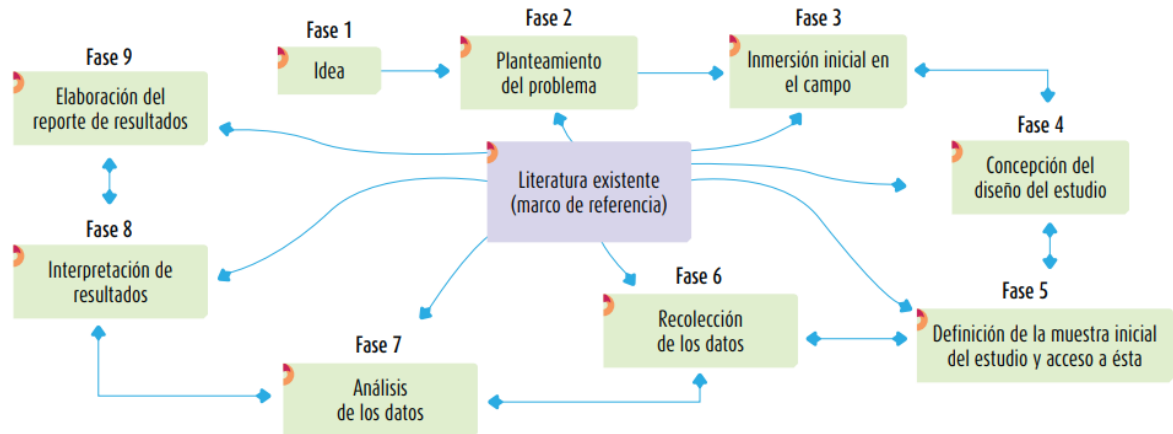 Fase 1
Idea
Fase 2
Planteamiento
del problema
Fase 3
Inmersión inicial en
el campo
Fase 4
Concepción del
diseño del estudio
Fase 5
Definición de la muestra inicial
del estudio y acceso a ésta
Fase 6
Recolección
de los datos
Fase 7
Análisis
de los datos
Fase 8
Interpretación de
resultados
Fase 9
Elaboración del
reporte de resultados
Literatura existente
(marco de referencia)